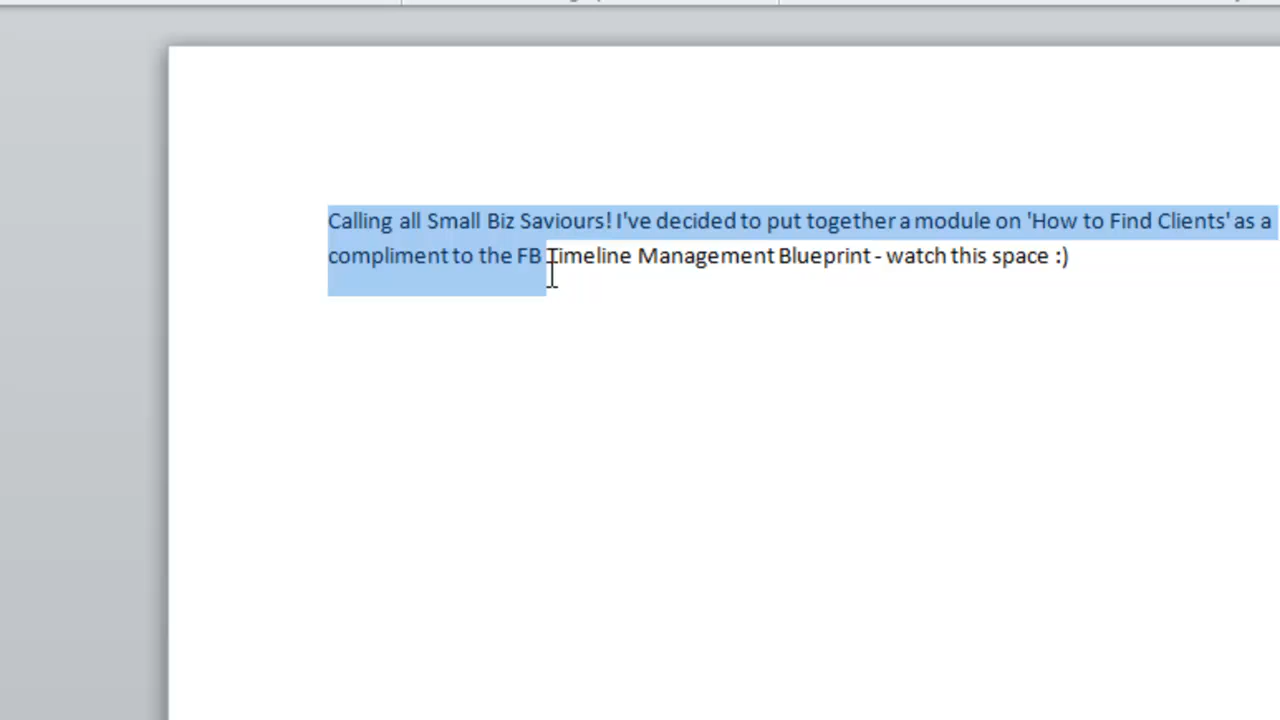 Calling all Small Biz Saviours! I've decided to put together a module on 'How to Find Clients' as a
compliment to the FB Timeline Management Blueprint - watch this space :)